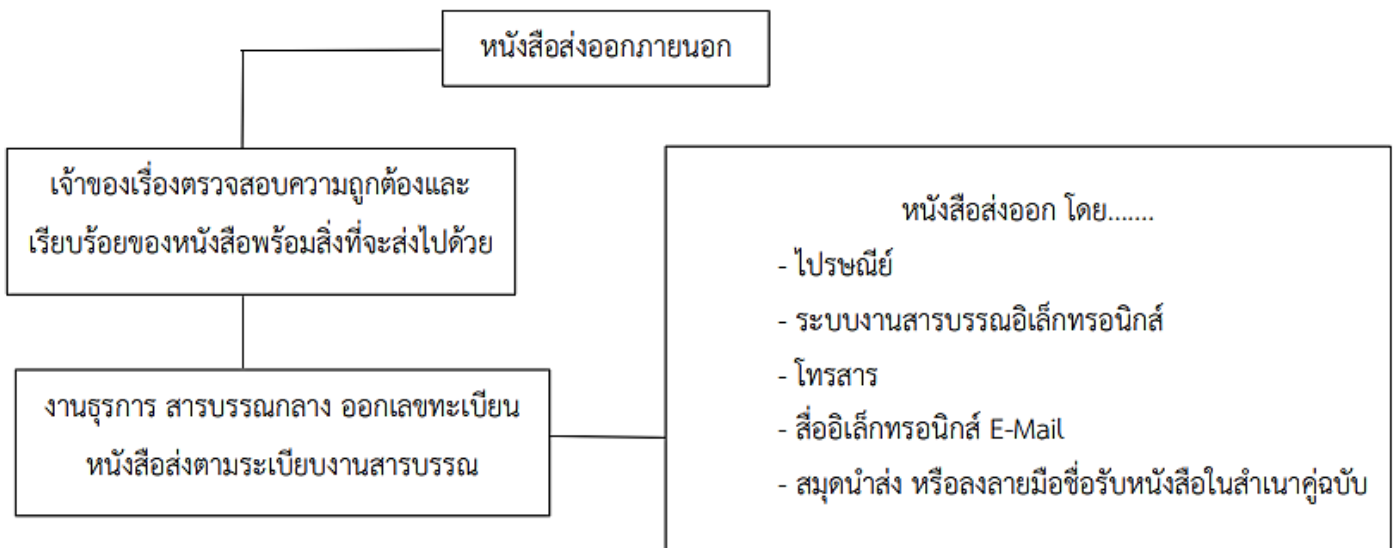 หนังสือส่งออกภายนอก
เจ้าของเรื่องตรวจสอบความถูกต้องและ
เรียบร้อยของหนังสือพร้อมสิ่งที่จะส่งไปด้วย
งานธุรการ สารบรรณกลาง ออกเลขทะเบียน
หนังสือส่งตามระเบียบงานสารบรรณ
หนังสือส่งออก โดย.......
- ไปรษณีย์
- ระบบงานสารบรรณอิเล็กทรอนิกส์
- โทรสาร
- สื่ออิเล็กทรอนิกส์ E-Mail
- สมุดนำส่ง หรือลงลายมือชื่อรับหนังสือในสำเนาคู่ฉบับ